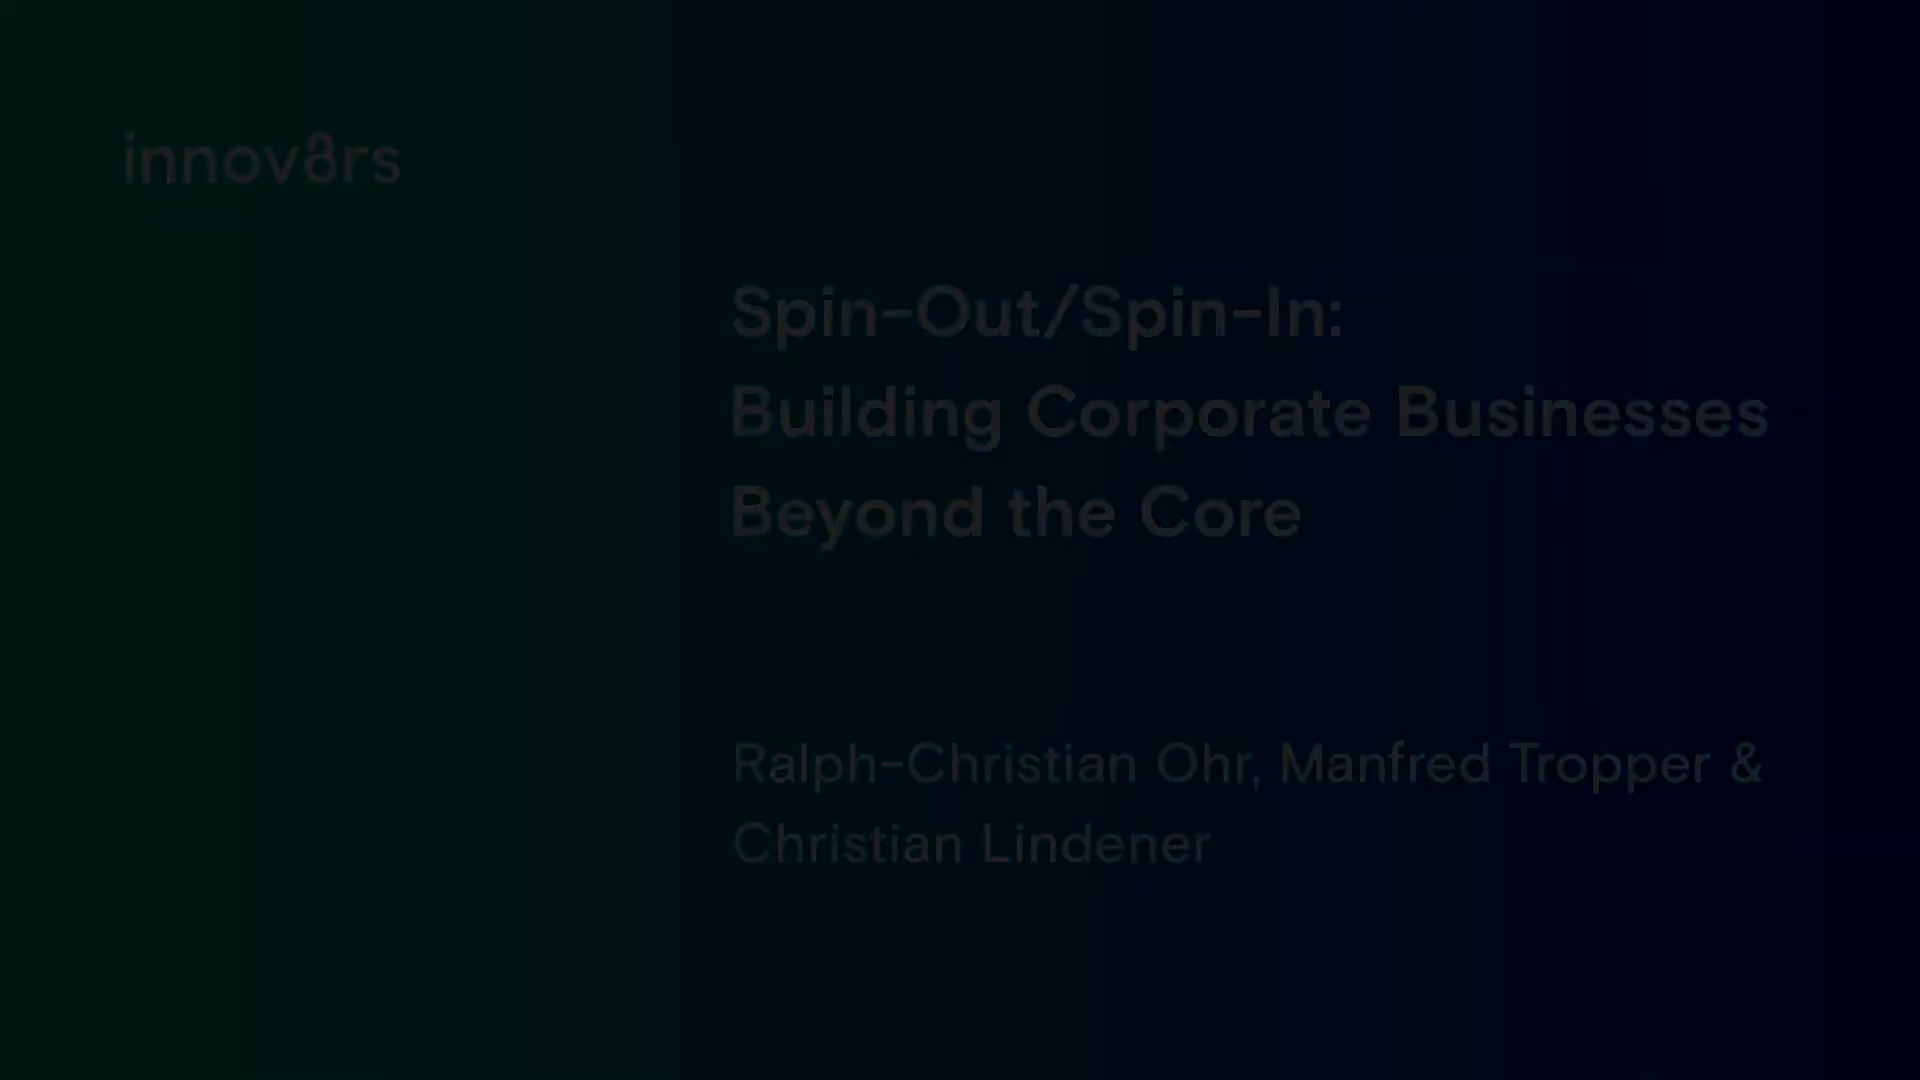 innov8rs
Spin-Out/Spin-In:
Building Corporate Businesses
Beyond the Core
Ralph-Christian Ohr, Manfred Tropper &
Christian Lindener